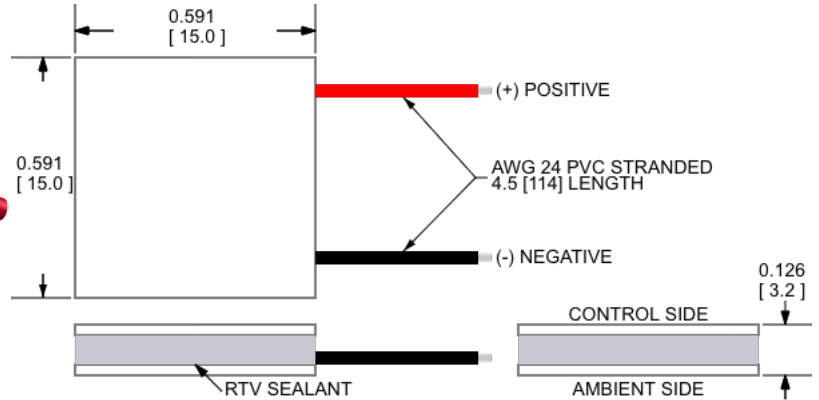 0.591
[ 15.0 ]
(+) POSITIVE
0.591
[ 15.0 ]
AWG 24 PVC STRANDED
4.5 [114] LENGTH
(-) NEGATIVE
0.126
[ 3.2 ]
CONTROL SIDE
RTV SEALANT
AMBIENT SIDE